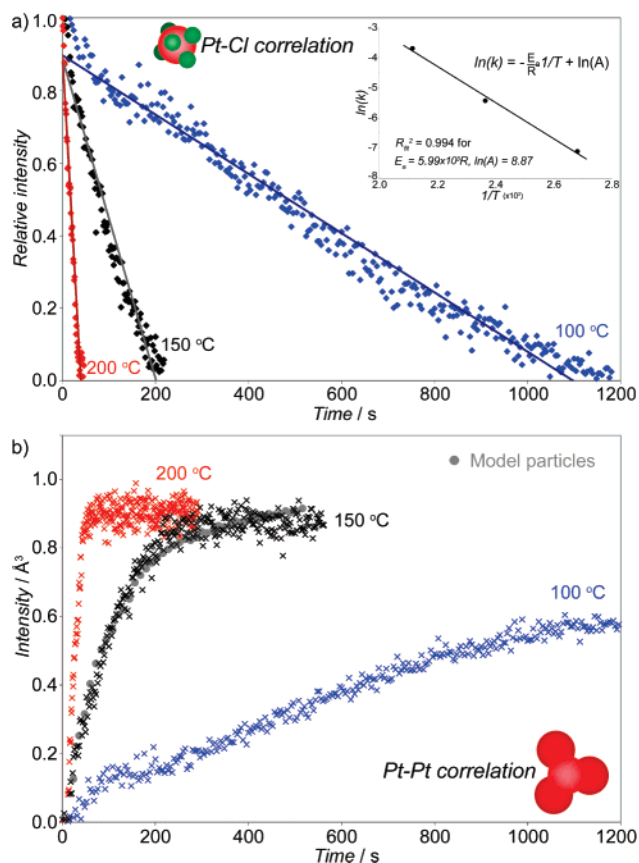 a)
Pt-Cl correlation
ln(k) = - E/R a 1/T + ln(A)
R fit 2 = 0.994 for
Eₐ = 5.99x10³R, ln(A) = 8.87
ln(k)
-3
-4
-5
-6
-7
-8
2.0
2.2
2.4
2.6
2.8
1/T (x10³)
Relative intensity
1.0
0.8
0.6
0.4
0.2
0.0
200 °C
150 °C
100 °C
0
200
400
600
800
1000
1200
Time / s
b)
Model particles
200 °C
150 °C
100 °C
Pt-Pt correlation
Intensity / Å³
1.0
0.8
0.6
0.4
0.2
0.0
0
200
400
600
800
1000
1200
Time / s